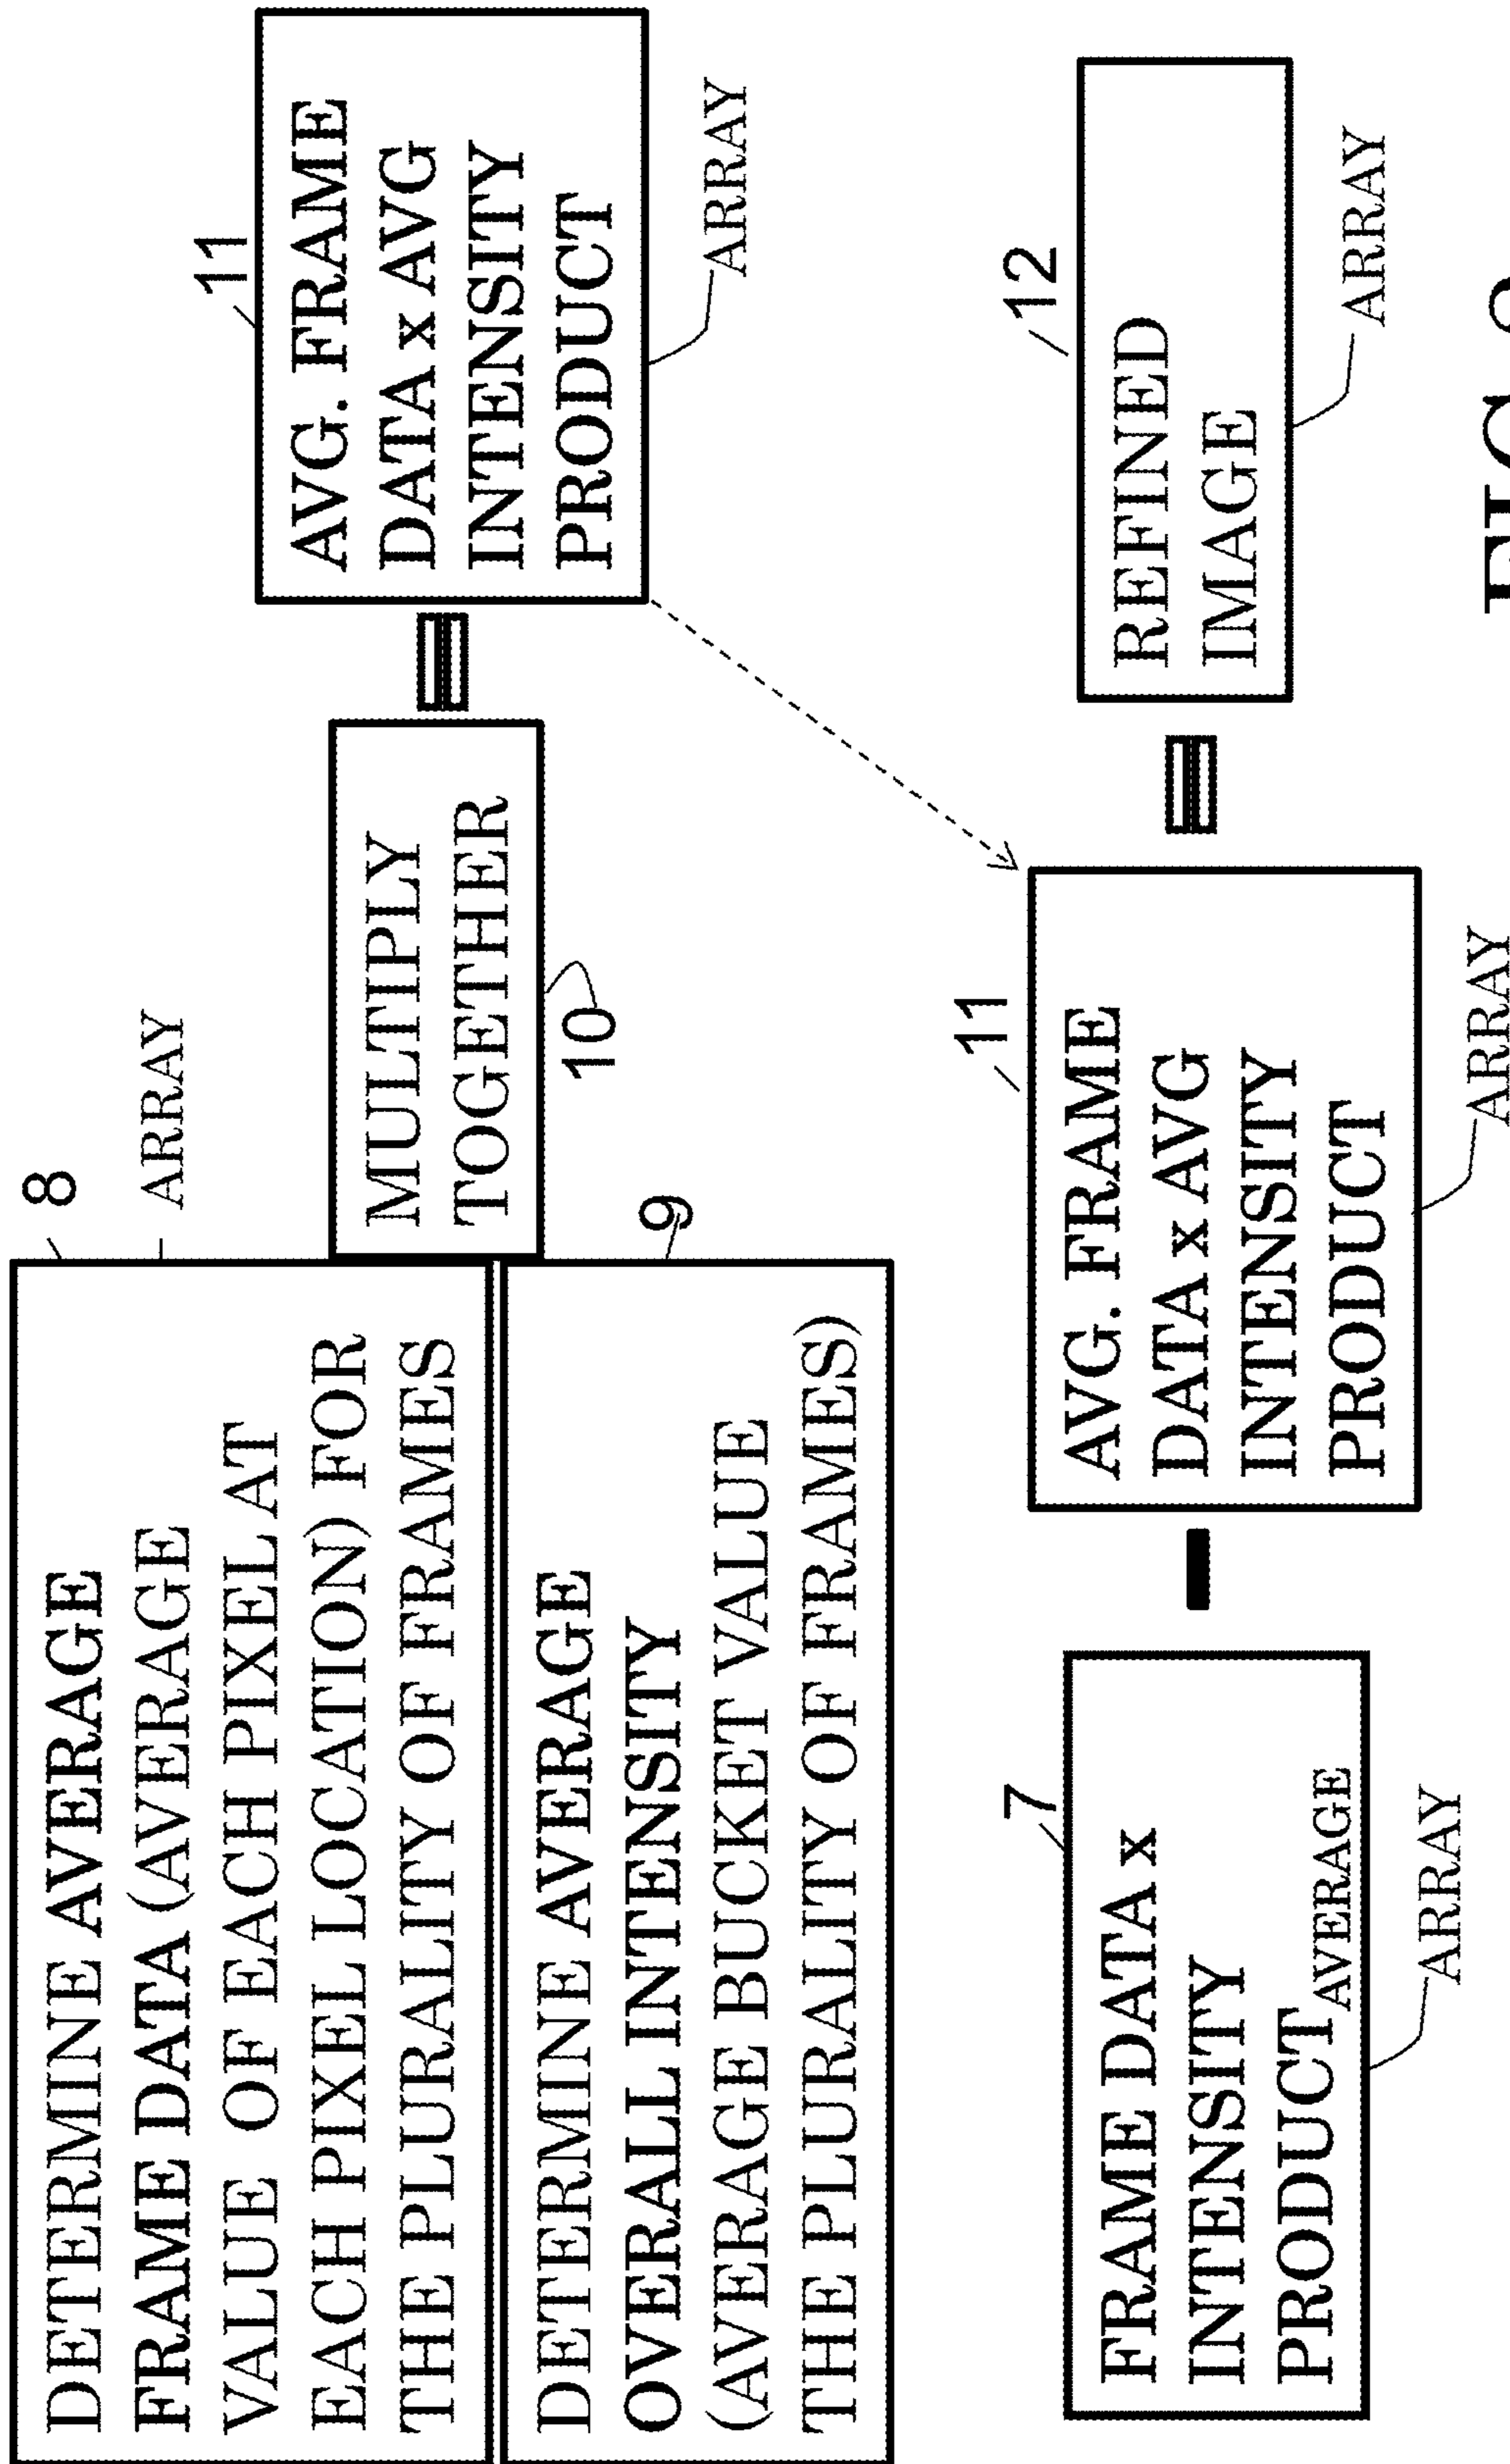 8
DETERMINE AVERAGE
FRAME DATA (AVERAGE
VALUE OF EACH PIXEL AT
EACH PIXEL LOCATION) FOR
THE PLURALITY OF FRAMES
ARRAY
DETERMINE AVERAGE
OVERALL INTENSITY
(AVERAGE BUCKET VALUE
THE PLURALITY OF FRAMES)
9
MULTIPLY
TOGETHER
10
=
11
AVG. FRAME
DATA x AVG
INTENSITY
PRODUCT
ARRAY
7
FRAME DATA x
INTENSITY
PRODUCT AVERAGE
ARRAY
-
11
AVG. FRAME
DATA x AVG
INTENSITY
PRODUCT
ARRAY
=
12
REFINED
IMAGE
ARRAY
FIG